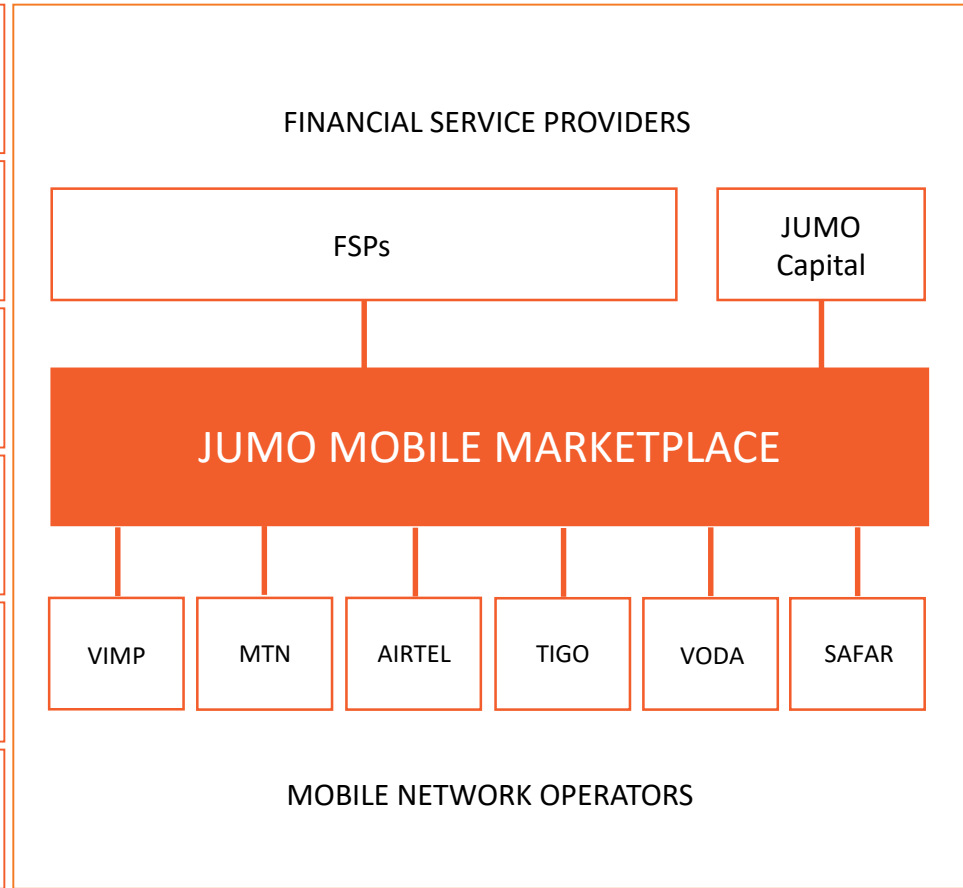 FINANCIAL SERVICE PROVIDERS
FSPs
JUMO
Capital
JUMO MOBILE MARKETPLACE
VIMP
MTN
AIRTEL
TIGO
VODA
SAFAR
MOBILE NETWORK OPERATORS